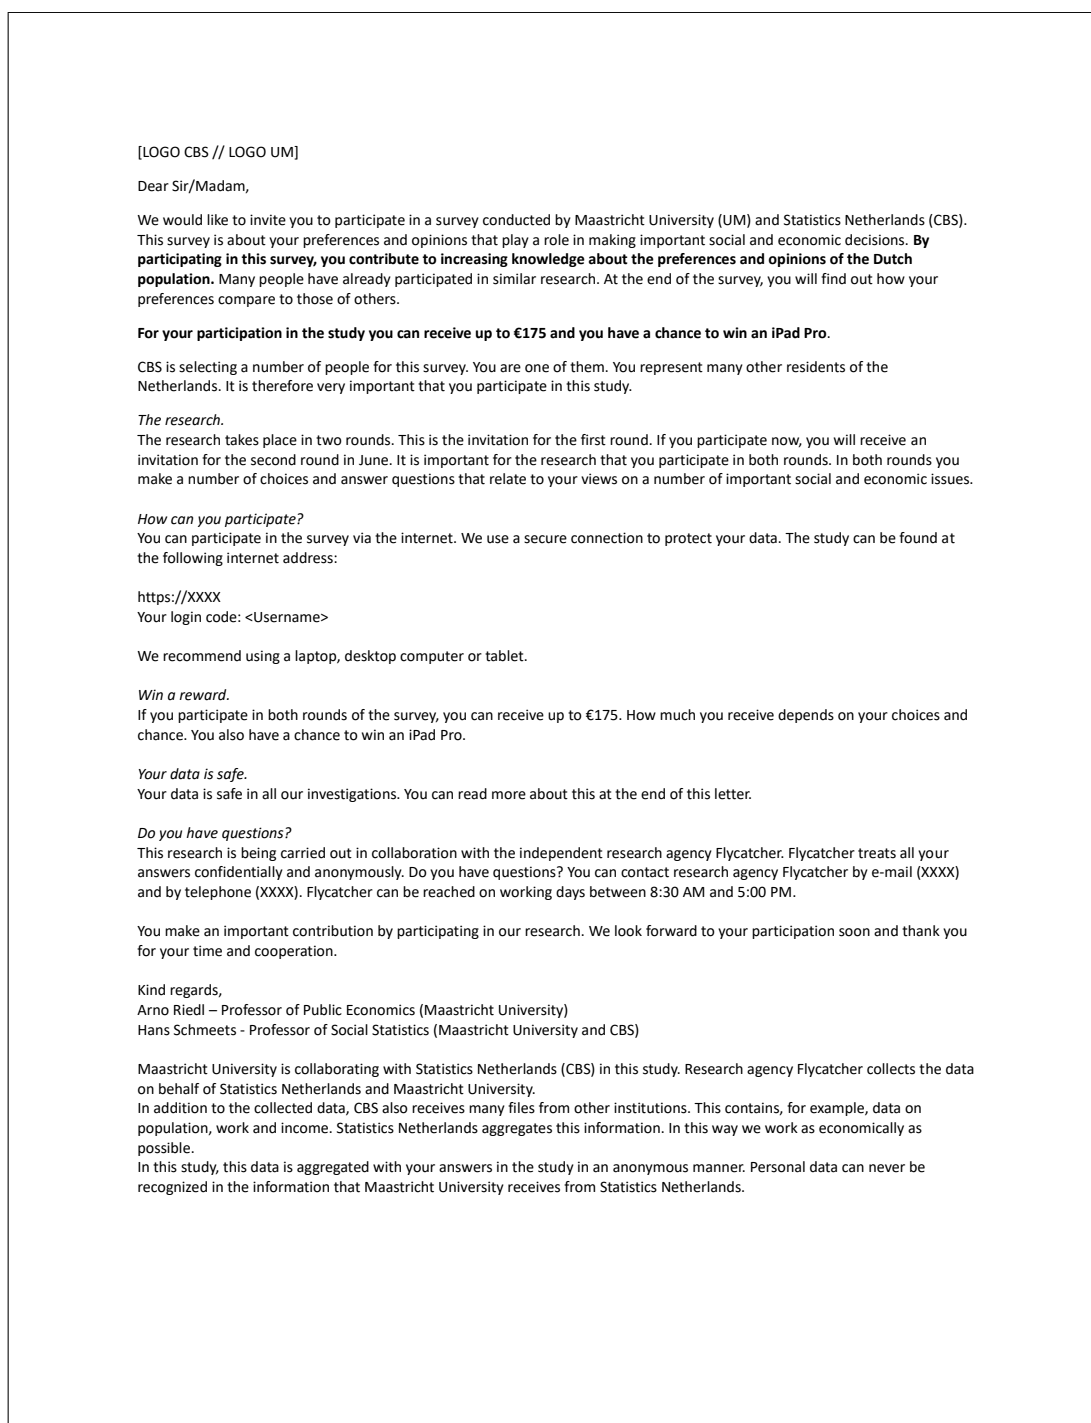 [LOGO CBS // LOGO UM]
Dear Sir/Madam,
We would like to invite you to participate in a survey conducted by Maastricht University (UM) and Statistics Netherlands (CBS).
This survey is about your preferences and opinions that play a role in making important social and economic decisions. By
participating in this survey, you contribute to increasing knowledge about the preferences and opinions of the Dutch
population. Many people have already participated in similar research. At the end of the survey, you will find out how your
preferences compare to those of others.
For your participation in the study you can receive up to €175 and you have a chance to win an iPad Pro.
CBS is selecting a number of people for this survey. You are one of them. You represent many other residents of the
Netherlands. It is therefore very important that you participate in this study.
The research.
The research takes place in two rounds. This is the invitation for the first round. If you participate now, you will receive an
invitation for the second round in June. It is important for the research that you participate in both rounds. In both rounds you
make a number of choices and answer questions that relate to your views on a number of important social and economic issues.
How can you participate?
You can participate in the survey via the internet. We use a secure connection to protect your data. The study can be found at
the following internet address:
https://XXXX
Your login code: <Username>
We recommend using a laptop, desktop computer or tablet.
Win a reward.
If you participate in both rounds of the survey, you can receive up to €175. How much you receive depends on your choices and
chance. You also have a chance to win an iPad Pro.
Your data is safe.
Your data is safe in all our investigations. You can read more about this at the end of this letter.
Do you have questions?
This research is being carried out in collaboration with the independent research agency Flycatcher. Flycatcher treats all your
answers confidentially and anonymously. Do you have questions? You can contact research agency Flycatcher by e-mail (XXXX)
and by telephone (XXXX). Flycatcher can be reached on working days between 8:30 AM and 5:00 PM.
You make an important contribution by participating in our research. We look forward to your participation soon and thank you
for your time and cooperation.
Kind regards,
Arno Riedl – Professor of Public Economics (Maastricht University)
Hans Schmeets - Professor of Social Statistics (Maastricht University and CBS)
Maastricht University is collaborating with Statistics Netherlands (CBS) in this study. Research agency Flycatcher collects the data
on behalf of Statistics Netherlands and Maastricht University.
In addition to the collected data, CBS also receives many files from other institutions. This contains, for example, data on
population, work and income. Statistics Netherlands aggregates this information. In this way we work as economically as
possible.
In this study, this data is aggregated with your answers in the study in an anonymous manner. Personal data can never be
recognized in the information that Maastricht University receives from Statistics Netherlands.